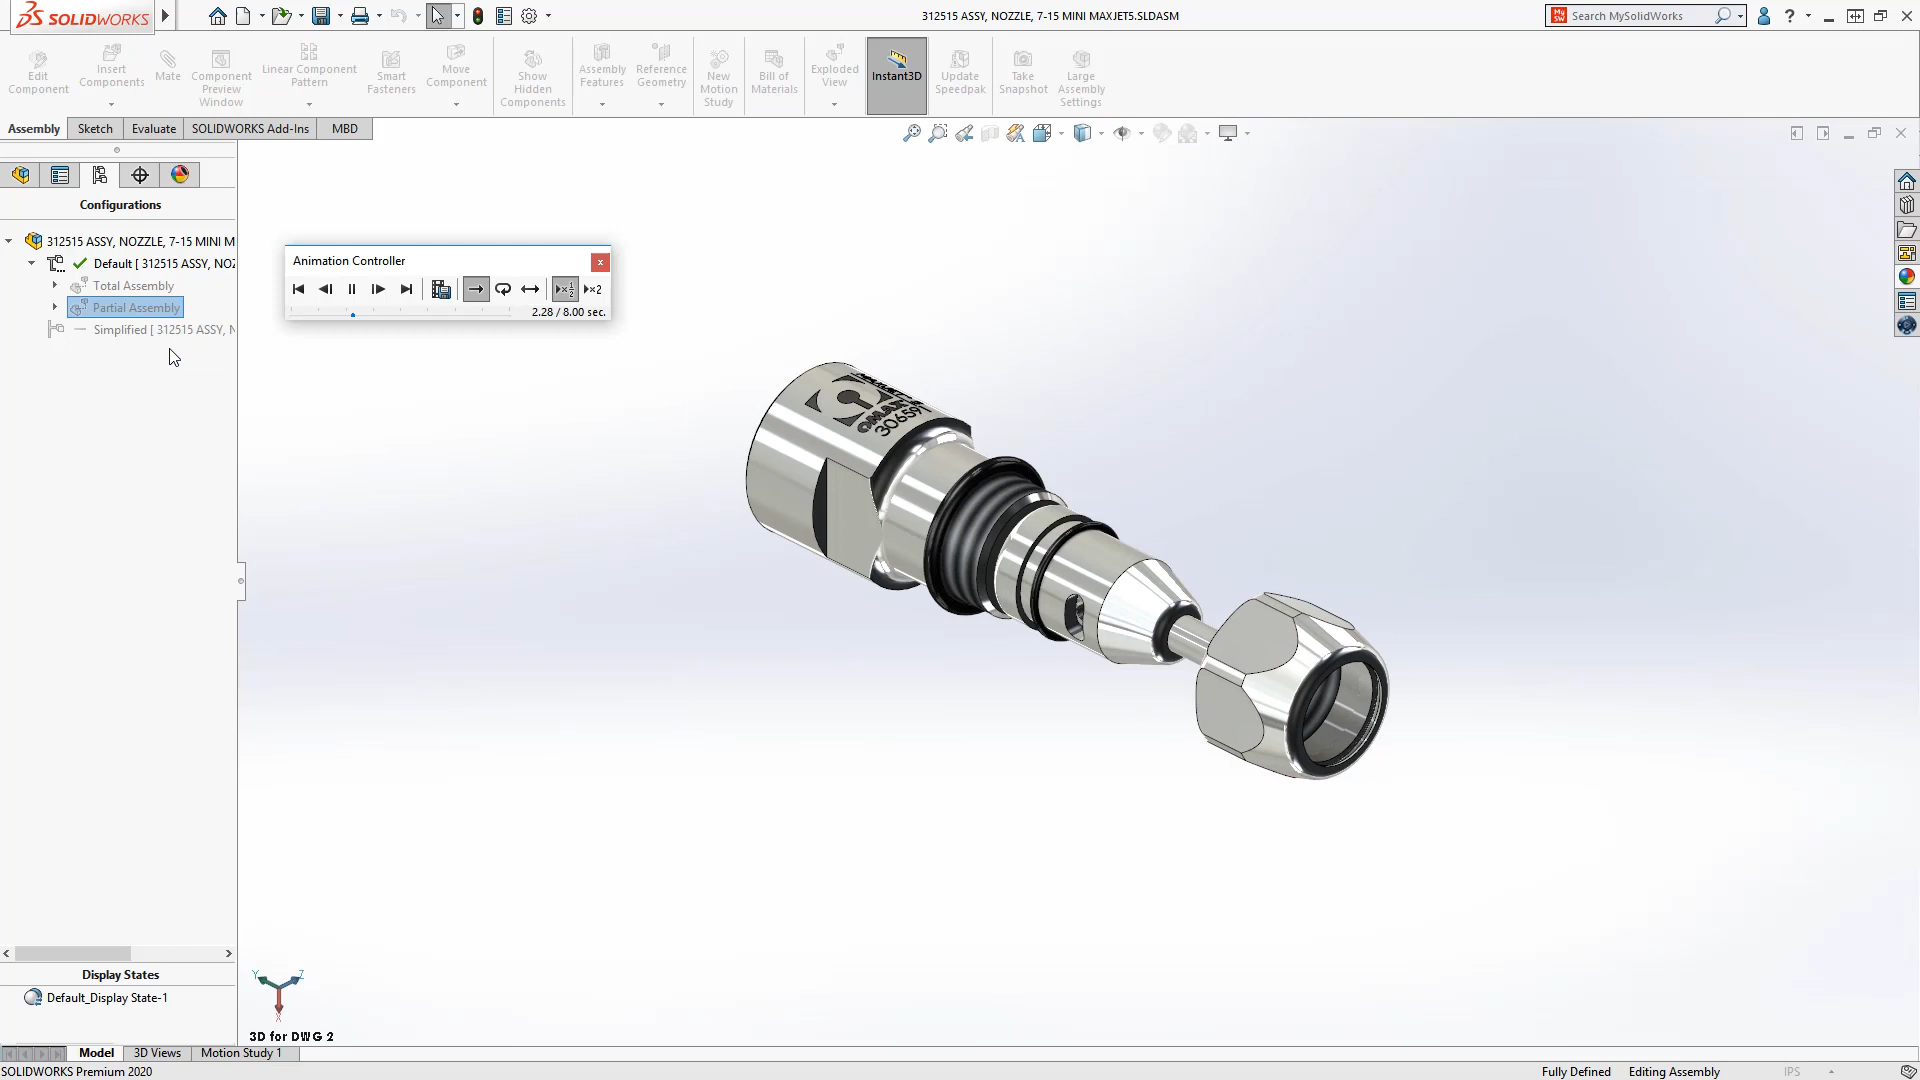 SOLIDWORKS
312515 ASSY, NOZZLE, 7-15 MINI MAXJET5.SLDASM
Search MySolidWorks
Edit Component
Insert Components
Mate
Component Preview Window
Linear Component Pattern
Smart Fasteners
Move Component
Show Hidden Components
Assembly Features
Reference Geometry
New Motion Study
Bill of Materials
Exploded View
Instant3D
Update Speedpak
Take Snapshot
Large Assembly Settings
Assembly
Sketch
Evaluate
SOLIDWORKS Add-Ins
MBD
Configurations
312515 ASSY, NOZZLE, 7-15 MINI M
Default [ 312515 ASSY, NOZ
Total Assembly
Partial Assembly
Simplified [ 312515 ASSY, N
Animation Controller
2.28 / 8.00 sec.
OMAX
306591
Display States
Default_Display State-1
Y
Z
X
3D for DWG 2
Model
3D Views
Motion Study 1
SOLIDWORKS Premium 2020
Fully Defined
Editing Assembly
IPS